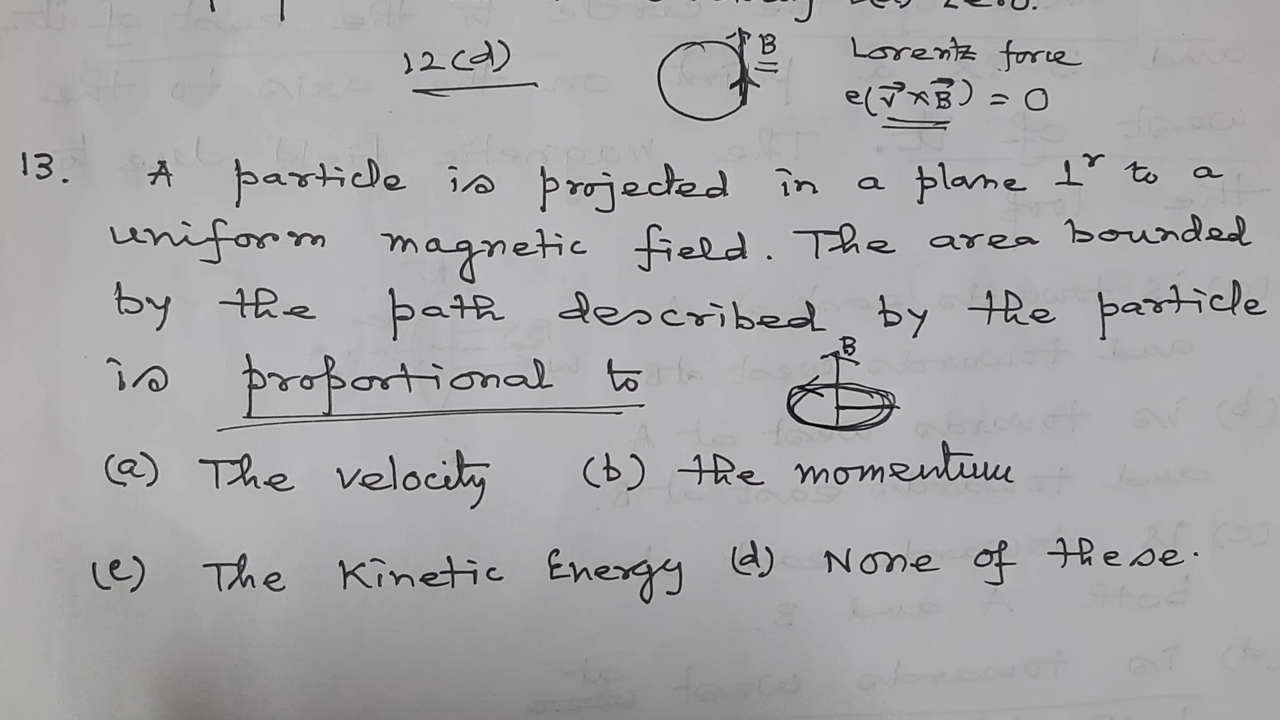 zero.
12(d)
B
Lorentz force
e(v⃗ × B⃗) = 0
13. A particle is projected in a plane ⊥ʳ to a
uniform magnetic field. The area bounded
by the path described by the particle
is proportional to
B
(a) The velocity (b) the momentum
(c) The Kinetic Energy (d) None of these.